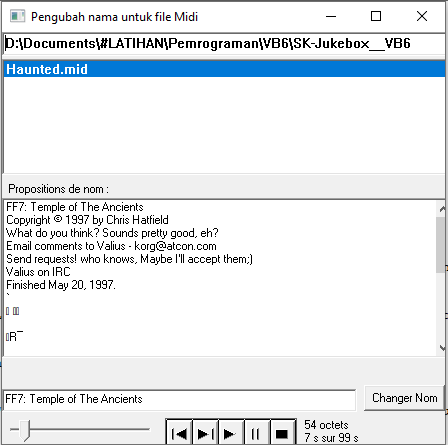 Pengubah nama untuk file Midi
D:\Documents\#LATIHAN\Pemrograman\VB6\SK-Jukebox__VB6
Haunted.mid
Propositions de nom :
FF7: Temple of The Ancients
Copyright © 1997 by Chris Hatfield
What do you think? Sounds pretty good, eh?
Email comments to Valius - korg@atcon.com
Send requests! who knows, Maybe I'll accept them;)
Valius on IRC
Finished May 20, 1997.
`
R¯
FF7: Temple of The Ancients
Changer Nom
54 octets
7 s sur 99 s